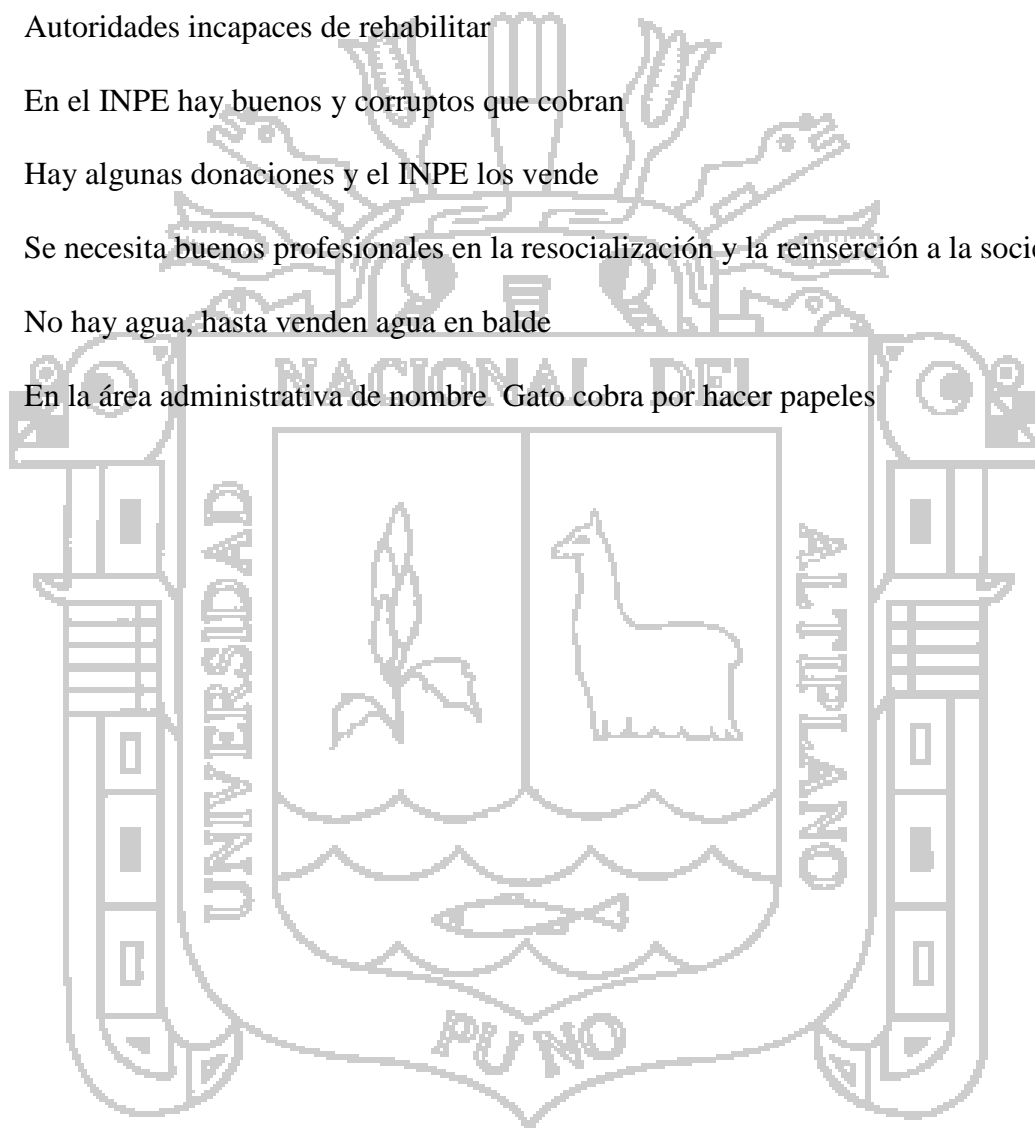 Autoridades incapaces de rehabilitar
En el INPE hay buenos y corruptos que cobran
Hay algunas donaciones y el INPE los vende
Se necesita buenos profesionales en la resocialización y la reinserción a la
No hay agua, hasta venden agua en balde
NACIONAL DEL
En la área administrativa de nombre Gato cobra por hacer papeles
UNIVERSIDAD
ALTIPLANO
PUNO